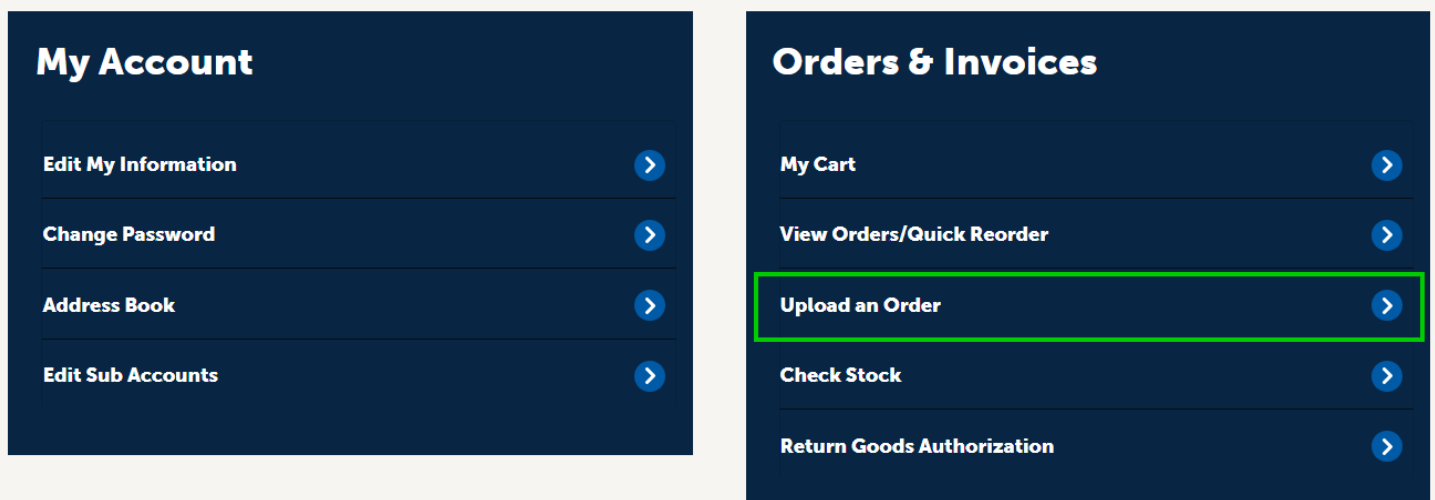 My Account
Edit My Information
Change Password
Address Book
Edit Sub Accounts
Orders & Invoices
My Cart
View Orders/Quick Reorder
Upload an Order
Check Stock
Return Goods Authorization